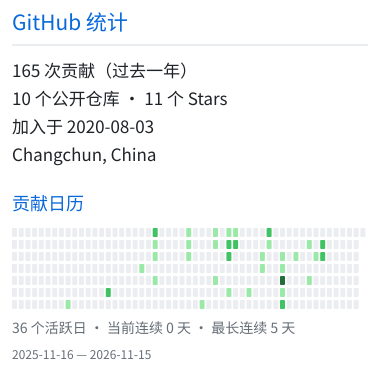 GitHub 统计
165 次贡献（过去一年）
10 个公开仓库 • 11 个 Stars
加入于 2020-08-03
Changchun, China
贡献日历
36 个活跃日 • 当前连续 0 天 • 最长连续 5 天
2025-11-16 — 2026-11-15